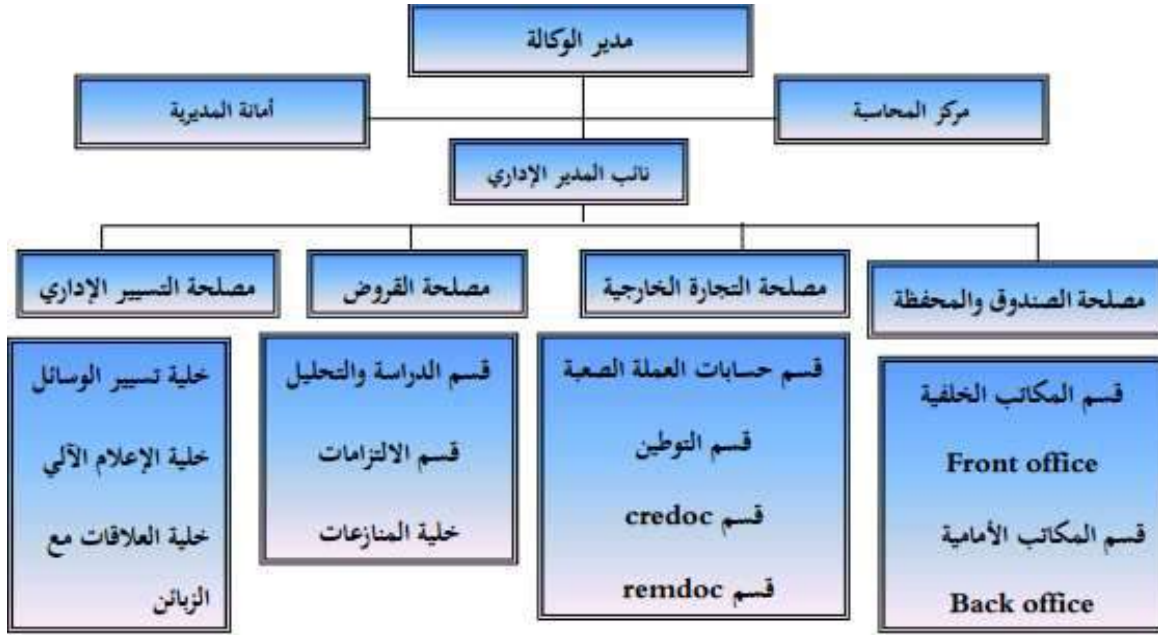 مدير الوكالة
مركز المحاسبة
أمانة المديرية
نائب المدير الإداري
مصلحة الصندوق والمحفظة
مصلحة التجارة الخارجية
مصلحة القروض
مصلحة التسيير الإداري
قسم المكاتب الخلفية
Front office
قسم المكاتب الأمامية
Back office
قسم حسابات العملة الصعبة
قسم التوطين
قسم credoc
قسم remdoc
قسم الدراسة والتحليل
قسم الالتزامات
خلية المنازعات
خلية تسيير الوسائل
خلية الإعلام الآلي
خلية العلاقات مع
الزبائن